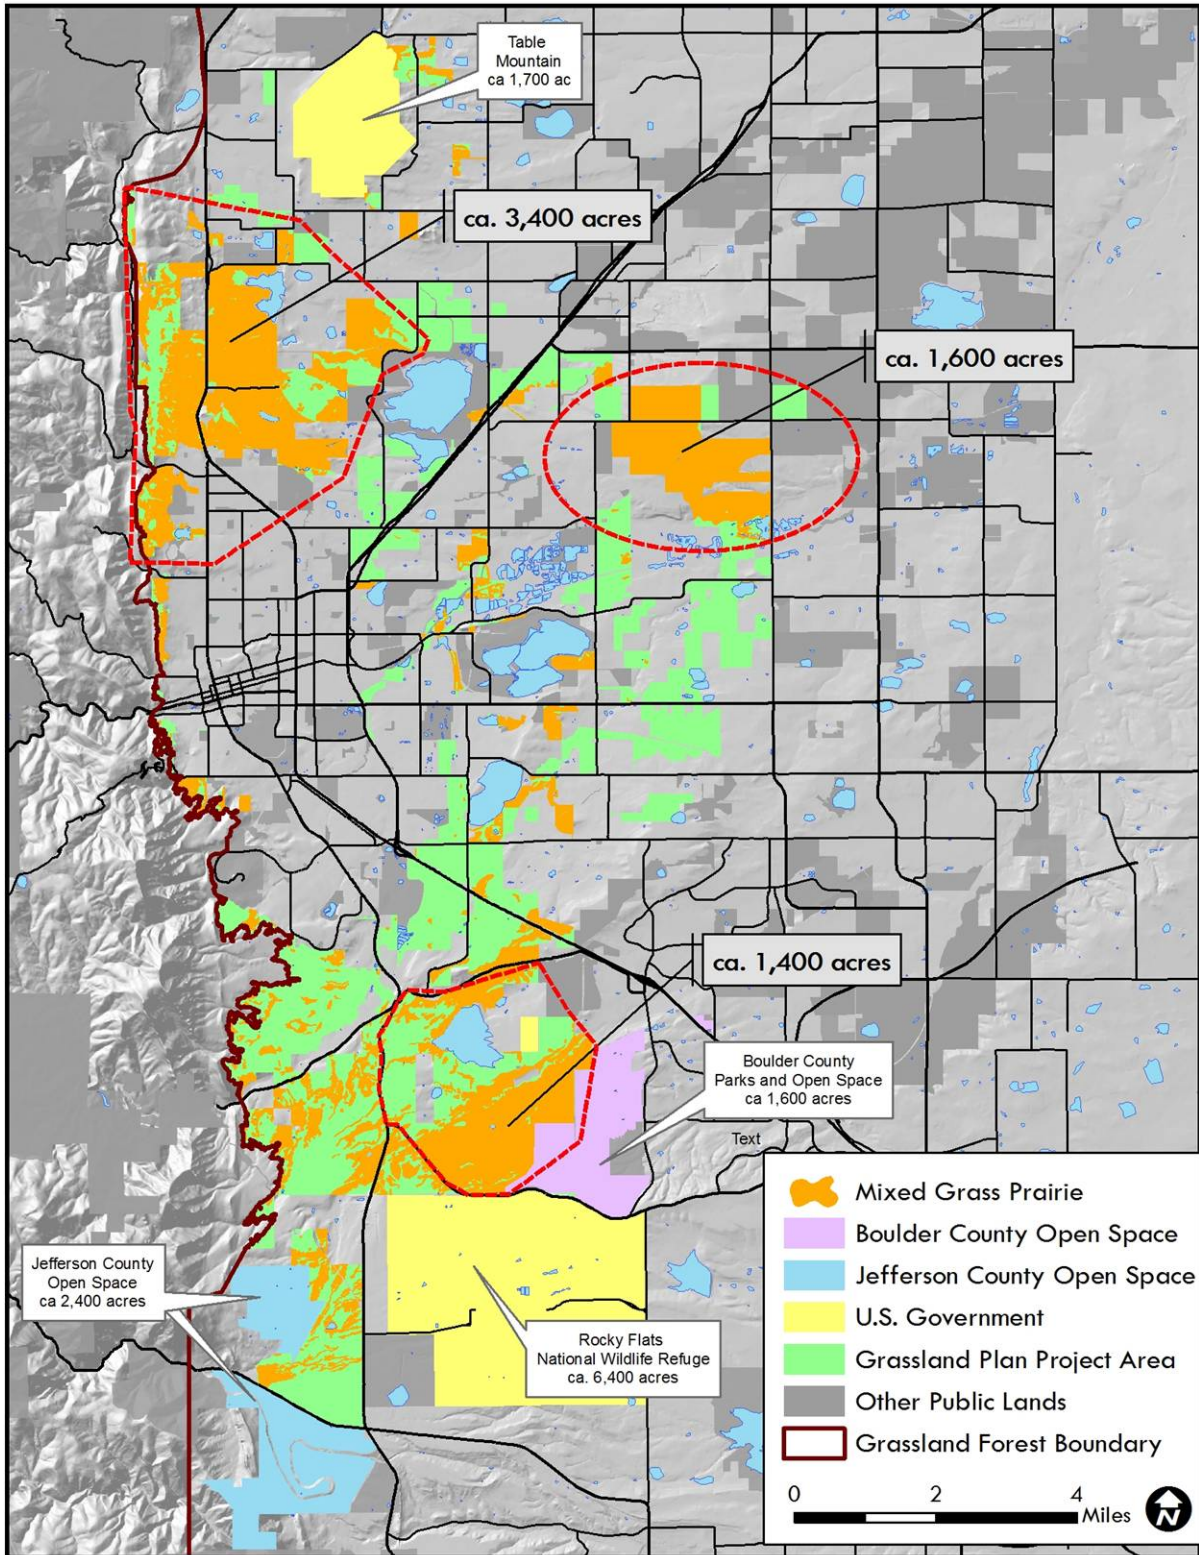 Table
Mountain
ca 1,700 ac
ca. 3,400 acres
ca. 1,600 acres
ca. 1,400 acres
Boulder County
Parks and Open Space
ca 1,600 acres
Text
Jefferson County
Open Space
ca 2,400 acres
Rocky Flats
National Wildlife Refuge
ca. 6,400 acres
Mixed Grass Prairie
Boulder County Open Space
Jefferson County Open Space
U.S. Government
Grassland Plan Project Area
Other Public Lands
Grassland Forest Boundary
0 2 4
Miles
N